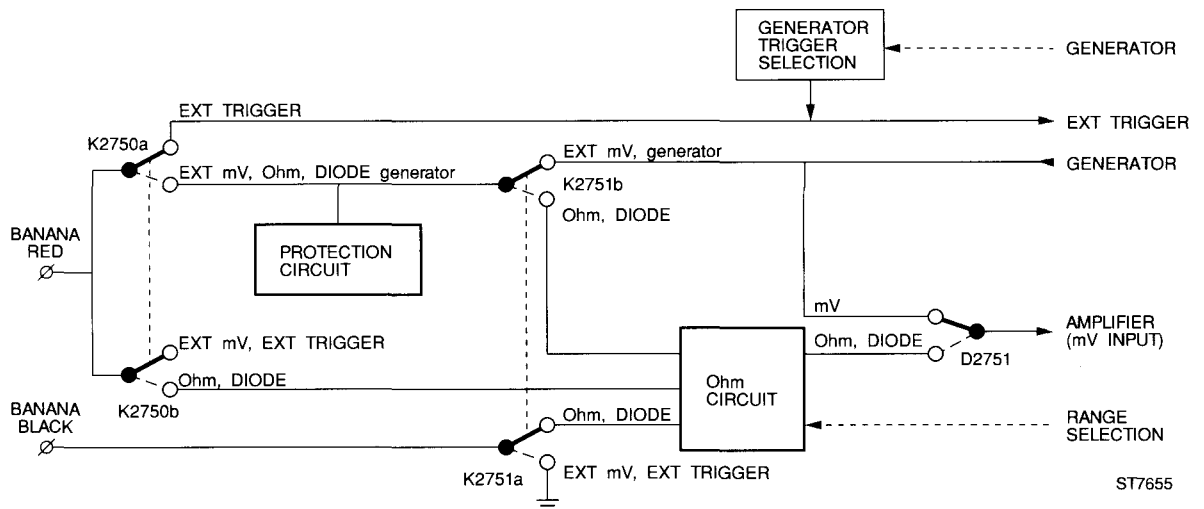 GENERATOR
TRIGGER
SELECTION
GENERATOR
EXT TRIGGER
K2750a
EXT TRIGGER
EXT mV, generator
GENERATOR
EXT mV, Ohm, DIODE generator
K2751b
Ohm, DIODE
BANANA
RED
PROTECTION
CIRCUIT
mV
AMPLIFIER
(mV INPUT)
EXT mV, EXT TRIGGER
Ohm, DIODE
D2751
Ohm, DIODE
Ohm
CIRCUIT
K2750b
BANANA
BLACK
Ohm, DIODE
RANGE
SELECTION
K2751a
EXT mV, EXT TRIGGER
ST7655